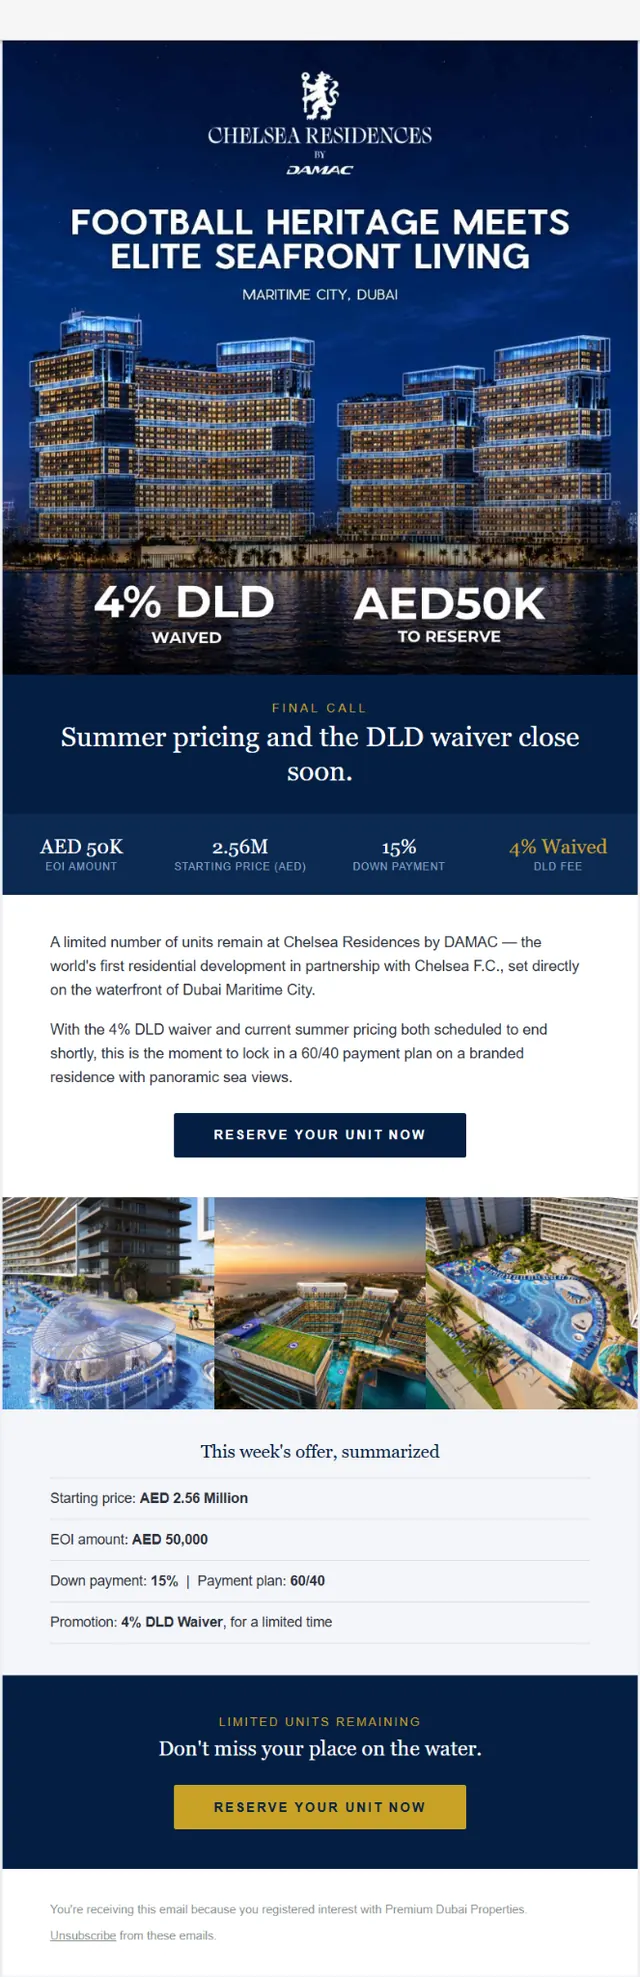 CHELSEA RESIDENCES
BY
DAMAC
FOOTBALL HERITAGE MEETS
ELITE SEAFRONT LIVING
MARITIME CITY, DUBAI
4% DLD
WAIVED
AED50K
TO RESERVE
FINAL CALL
Summer pricing and the DLD waiver close
soon.
AED 50K
EOI AMOUNT
2.56M
STARTING PRICE (AED)
15%
DOWN PAYMENT
4% Waived
DLD FEE
A limited number of units remain at Chelsea Residences by DAMAC — the
world's first residential development in partnership with Chelsea F.C., set directly
on the waterfront of Dubai Maritime City.
With the 4% DLD waiver and current summer pricing both scheduled to end
shortly, this is the moment to lock in a 60/40 payment plan on a branded
residence with panoramic sea views.
RESERVE YOUR UNIT NOW
This week's offer, summarized
Starting price: AED 2.56 Million
EOI amount: AED 50,000
Down payment: 15% | Payment plan: 60/40
Promotion: 4% DLD Waiver, for a limited time
LIMITED UNITS REMAINING
Don't miss your place on the water.
RESERVE YOUR UNIT NOW
You're receiving this email because you registered interest with Premium Dubai Properties.
Unsubscribe from these emails.